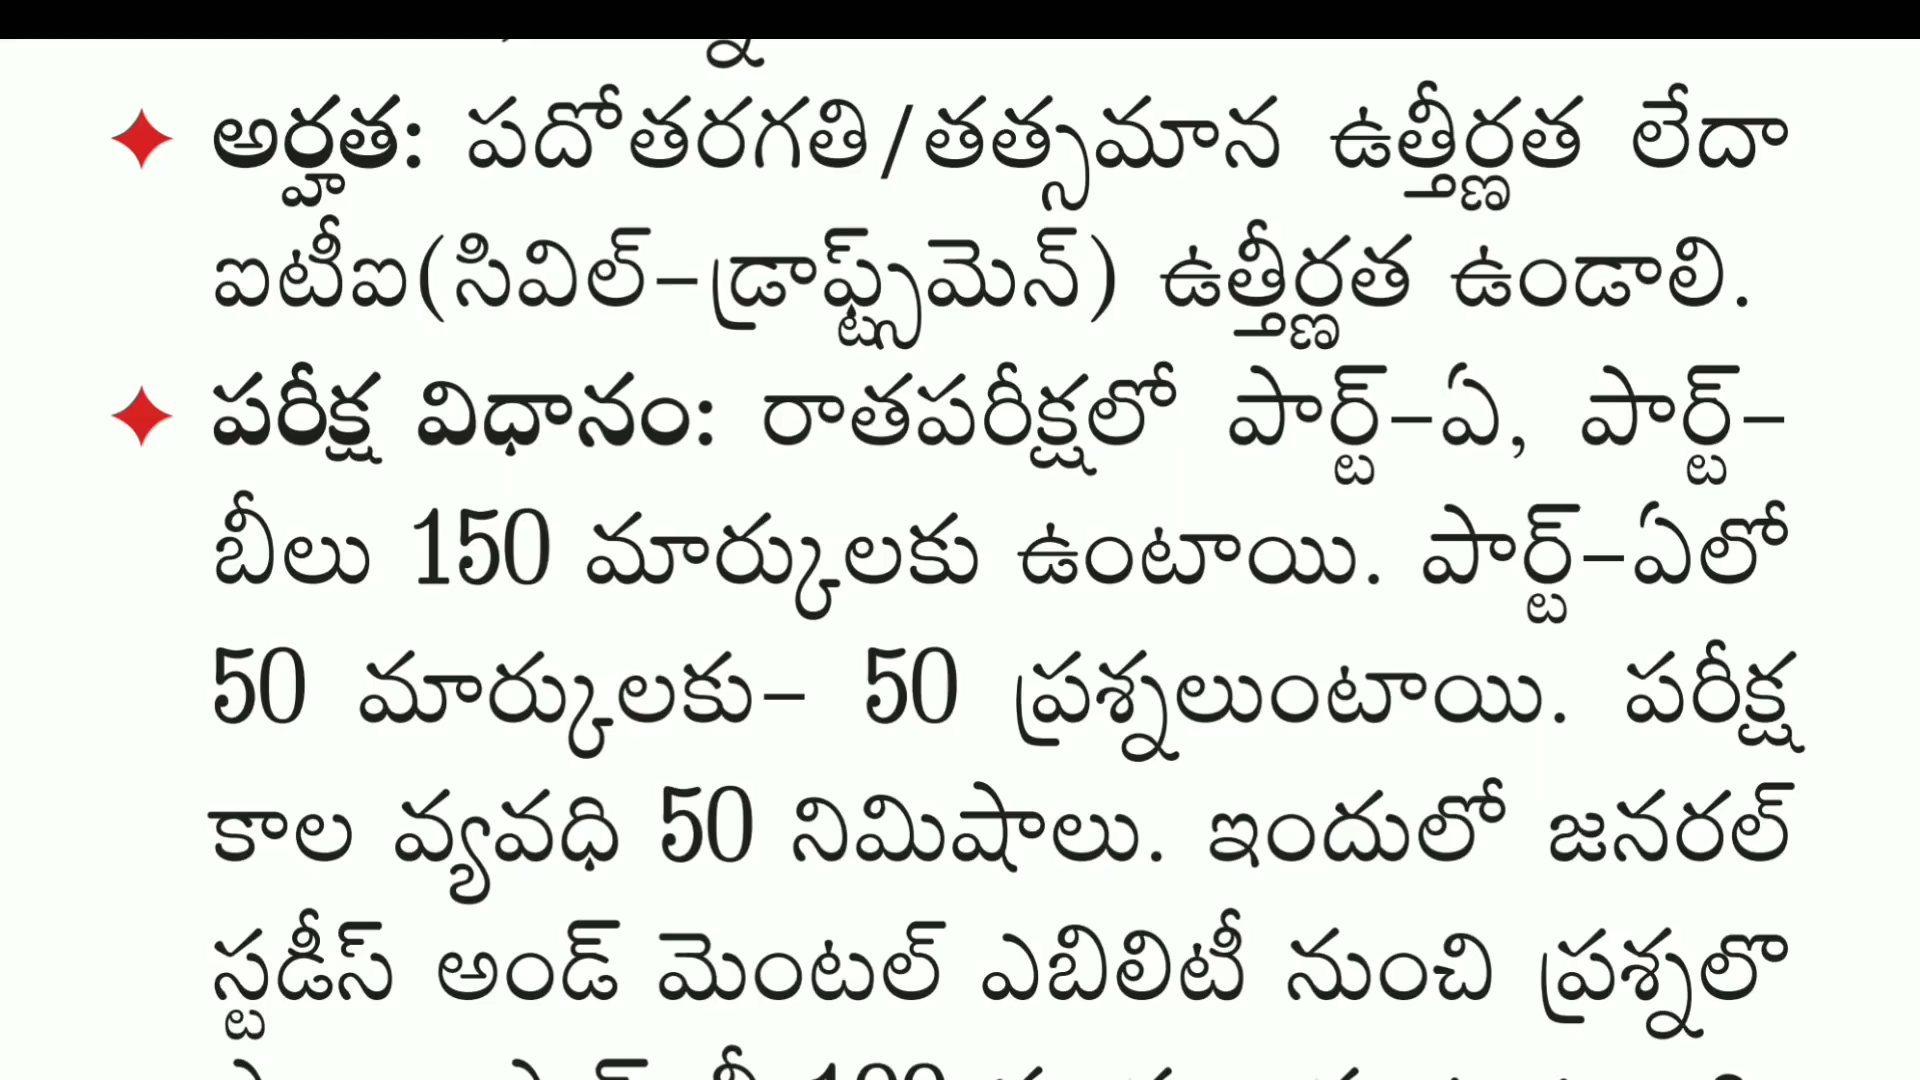 అర్హత: పదోతరగతి/తత్సమాన ఉత్తీర్ణత లేదా
ఐటీఐ(సివిల్-డ్రాఫ్ట్స్‌మెన్) ఉత్తీర్ణత ఉండాలి.
పరీక్ష విధానం: రాతపరీక్షలో పార్ట్-ఏ, పార్ట్-
బీలు 150 మార్కులకు ఉంటాయి. పార్ట్-ఏలో
50 మార్కులకు- 50 ప్రశ్నలుంటాయి. పరీక్ష
కాల వ్యవధి 50 నిమిషాలు. ఇందులో జనరల్
స్టడీస్ అండ్ మెంటల్ ఎబిలిటీ నుంచి ప్రశ్నలొ